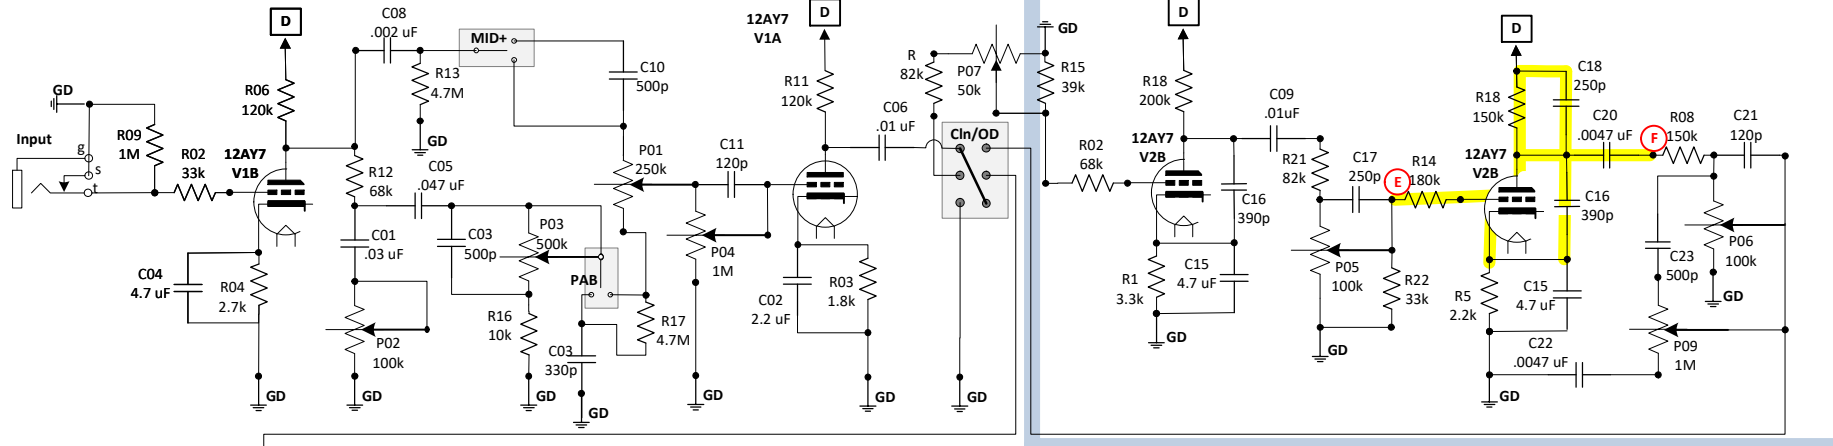 D
C08
.002 uF
MID+
12AY7
V1A
D
GD
D
D
R06
120k
R13
4.7M
GD
C10
500p
R11
120k
R
82k
P07
50k
R15
39k
R18
200k
C09
.01uF
R18
150k
C18
250p
C20
.0047 uF
F
R08
150k
C21
120p
GD
Input
g
s
t
R09
1M
R02
33k
12AY7
V1B
R12
68k
C05
.047 uF
P01
250k
C11
120p
C06
.01 uF
Cln/OD
R02
68k
12AY7
V2B
R21
82k
C17
250p
E
R14
180k
12AY7
V2B
C16
390p
C16
390p
C04
4.7 uF
R04
2.7k
C01
.03 uF
C03
500p
P03
500k
PAB
P04
1M
C02
2.2 uF
R03
1.8k
R1
3.3k
C15
4.7 uF
P05
100k
R22
33k
R5
2.2k
C15
4.7 uF
C23
500p
P06
100k
GD
P02
100k
R16
10k
C03
330p
R17
4.7M
GD
GD
C22
.0047 uF
P09
1M
GD
GD
GD
GD
GD
GD
GD
GD